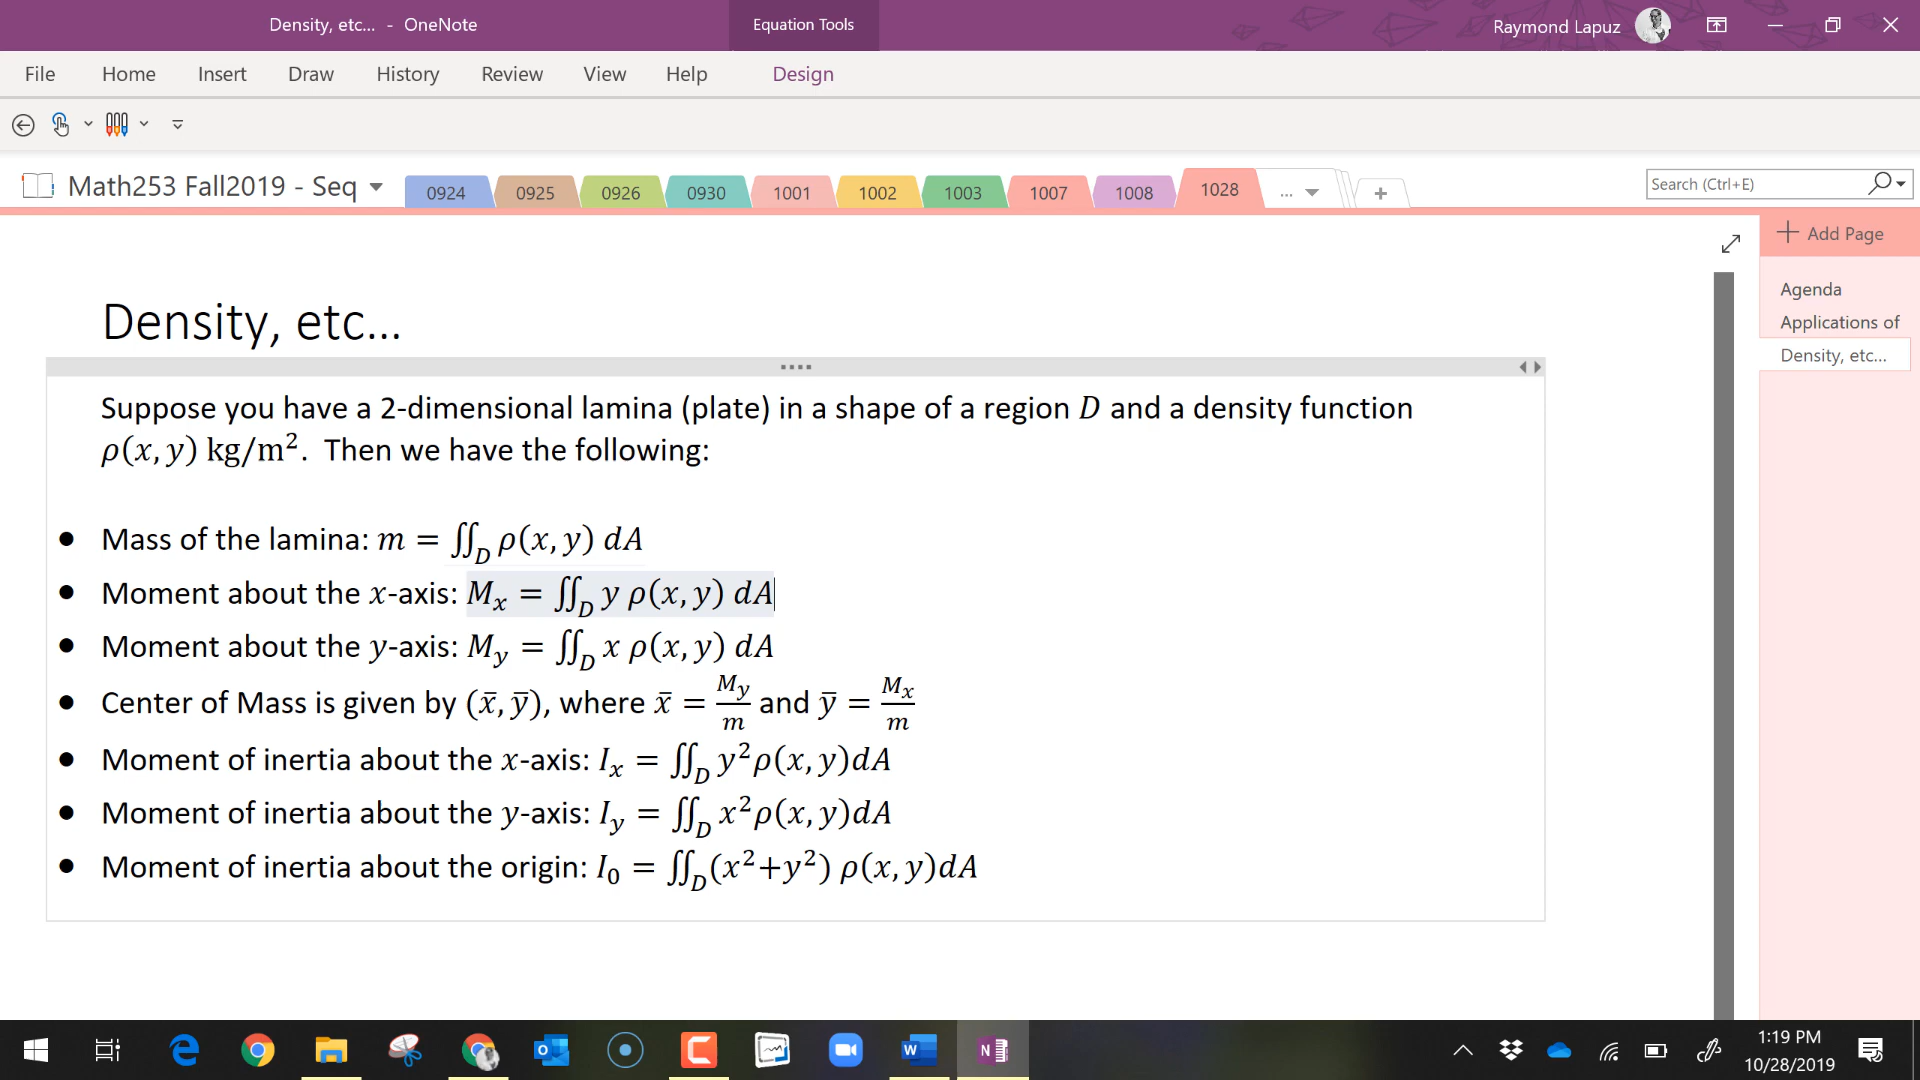 Density, etc... - OneNote
Equation Tools
Raymond Lapuz
File Home Insert Draw History Review View Help Design
Math253 Fall2019 - Seq
0924 0925 0926 0930 1001 1002 1003 1007 1008 1028 ... +
Search (Ctrl+E)
Add Page
Agenda
Applications of
Density, etc...
Density, etc...
Suppose you have a 2-dimensional lamina (plate) in a shape of a region D and a density function
ρ(x, y) kg/m². Then we have the following:
● Mass of the lamina: m = ∬_D ρ(x, y) dA
● Moment about the x-axis: M_x = ∬_D y ρ(x, y) dA
● Moment about the y-axis: M_y = ∬_D x ρ(x, y) dA
● Center of Mass is given by (x̄, ȳ), where x̄ = M_y/m and ȳ = M_x/m
● Moment of inertia about the x-axis: I_x = ∬_D y²ρ(x, y)dA
● Moment of inertia about the y-axis: I_y = ∬_D x²ρ(x, y)dA
● Moment of inertia about the origin: I_0 = ∬_D (x²+y²) ρ(x, y)dA
1:19 PM
10/28/2019